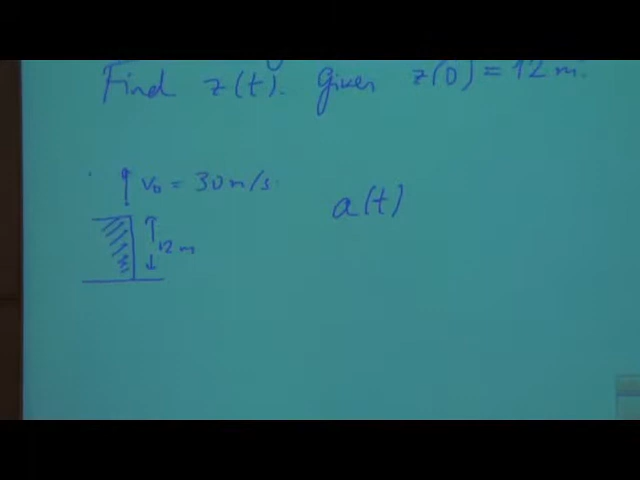 Find z(t). Given z(0) = 12 m.
v₀ = 30 m/s
a(t)
12 m